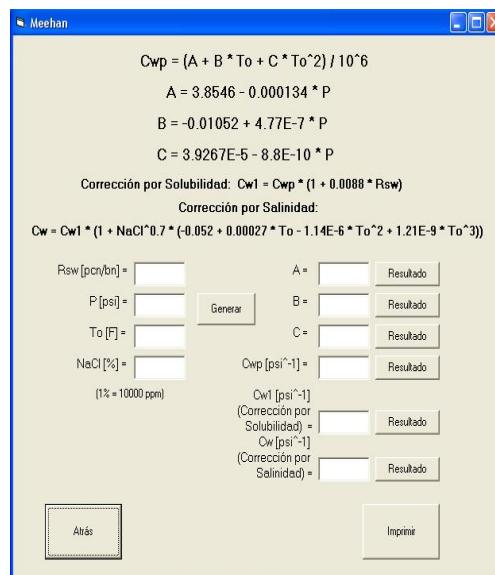 Meehan
Cwp = (A + B * To + C * To^2) / 10^6
A = 3.8546 - 0.000134 * P
B = -0.01052 + 4.77E-7 * P
C = 3.9267E-5 - 8.8E-10 * P
Corrección por Solubilidad: Cw1 = Cwp * (1 + 0.0088 * Rsw)
Corrección por Salinidad:
Cw = Cw1 * (1 + NaCl^0.7 * (-0.052 + 0.00027 * To - 1.14E-6 * To^2 + 1.21E-9 * To^3))
Rsw [pcn/bn] =
P [psi] =
To [F] =
NaCl [%] =
(1% = 10000 ppm)
Generar
A =
Resultado
B =
Resultado
C =
Resultado
Cwp [psi^-1] =
Resultado
Cw1 [psi^-1]
(Corrección por
Solubilidad) =
Resultado
Cw [psi^-1]
(Corrección por
Salinidad) =
Resultado
Atrás
Imprimir